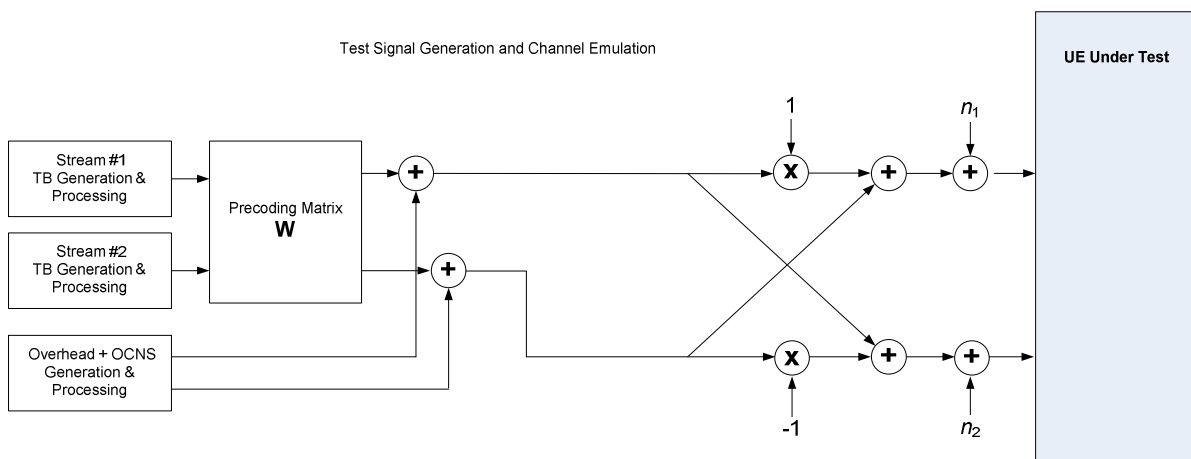 Test Signal Generation and Channel Emulation
UE Under Test
1
n1
Stream #1
TB Generation &
Processing
Precoding Matrix
W
+
x
+
+
Stream #2
TB Generation &
Processing
+
Overhead + OCNS
Generation &
Processing
x
+
+
-1
n2